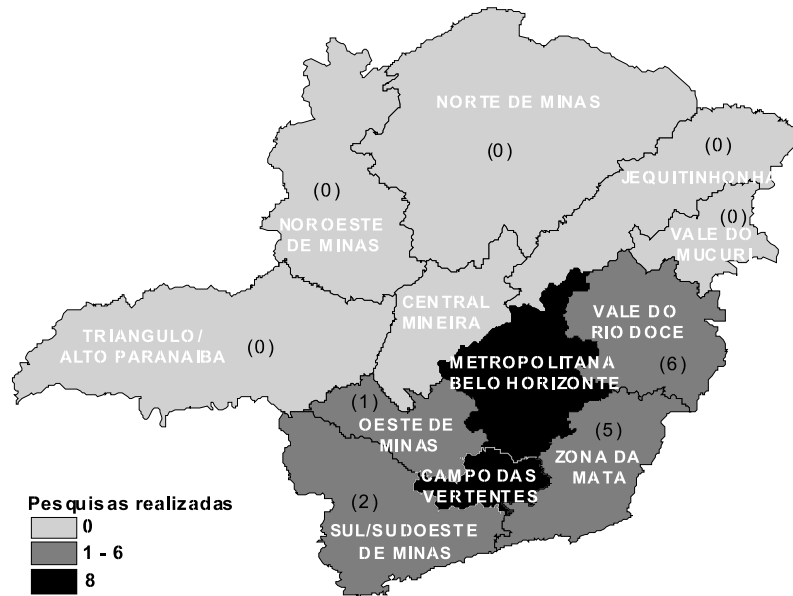 NORTE DE MINAS
(0)
(0)
JEQUITINHONHA
(0)
NOROESTE
DE MINAS
(0)
VALE DO
MUCURI
CENTRAL
MINEIRA
VALE DO
RIO DOCE
(6)
TRIANGULO/
ALTO PARANAIBA
(0)
METROPOLITANA
BELO HORIZONTE
(1)
OESTE DE
MINAS
(5)
ZONA DA
MATA
CAMPO DAS
VERTENTES
(2)
SUL/SUDOESTE
DE MINAS
Pesquisas realizadas
0
1 - 6
8